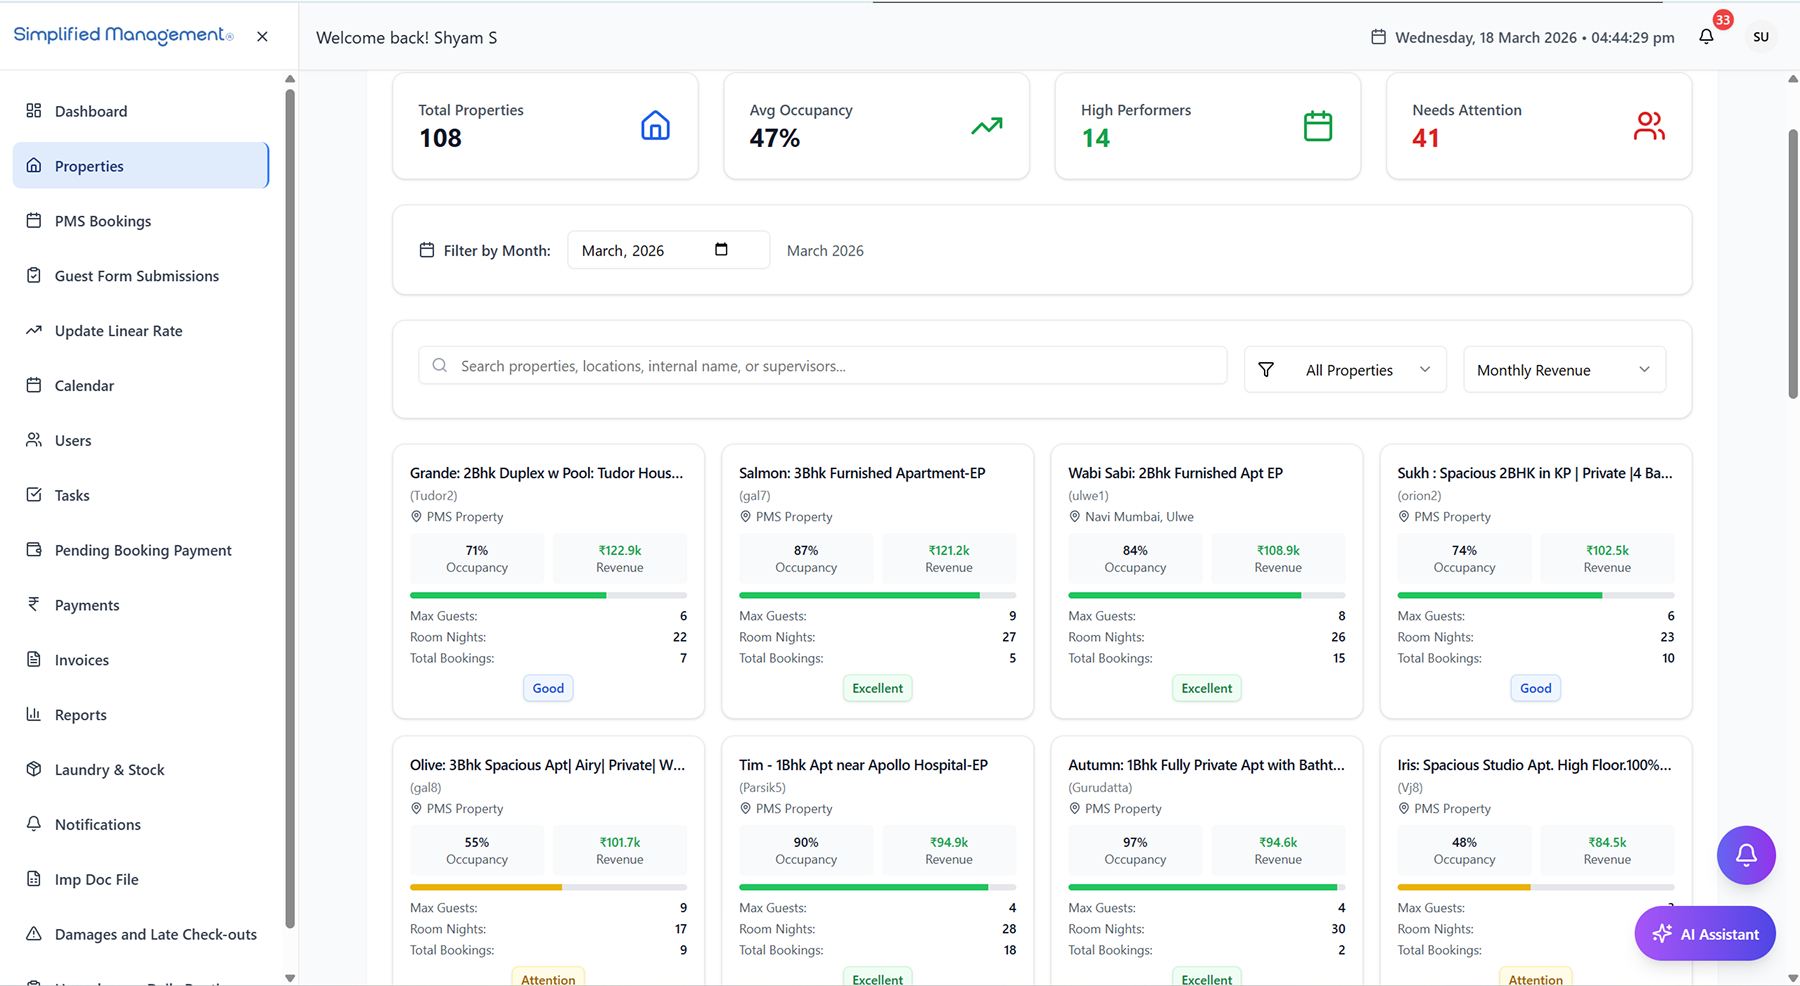 Simplified Management®
Welcome back! Shyam S
Wednesday, 18 March 2026 • 04:44:29 pm
33
SU
Dashboard
Properties
PMS Bookings
Guest Form Submissions
Update Linear Rate
Calendar
Users
Tasks
Pending Booking Payment
Payments
Invoices
Reports
Laundry & Stock
Notifications
Imp Doc File
Damages and Late Check-outs
Total Properties
108
Avg Occupancy
47%
High Performers
14
Needs Attention
41
Filter by Month:
March, 2026
March 2026
Search properties, locations, internal name, or supervisors...
All Properties
Monthly Revenue
Grande: 2Bhk Duplex w Pool: Tudor Hous...
(Tudor2)
PMS Property
71%
Occupancy
₹122.9k
Revenue
Max Guests: 6
Room Nights: 22
Total Bookings: 7
Good
Salmon: 3Bhk Furnished Apartment-EP
(gal7)
PMS Property
87%
Occupancy
₹121.2k
Revenue
Max Guests: 9
Room Nights: 27
Total Bookings: 5
Excellent
Wabi Sabi: 2Bhk Furnished Apt EP
(ulwe1)
Navi Mumbai, Ulwe
84%
Occupancy
₹108.9k
Revenue
Max Guests: 8
Room Nights: 26
Total Bookings: 15
Excellent
Sukh : Spacious 2BHK in KP | Private |4 Ba...
(orion2)
PMS Property
74%
Occupancy
₹102.5k
Revenue
Max Guests: 6
Room Nights: 23
Total Bookings: 10
Good
Olive: 3Bhk Spacious Apt| Airy| Private| W...
(gal8)
PMS Property
55%
Occupancy
₹101.7k
Revenue
Max Guests: 9
Room Nights: 17
Total Bookings: 9
Attention
Tim - 1Bhk Apt near Apollo Hospital-EP
(Parsik5)
PMS Property
90%
Occupancy
₹94.9k
Revenue
Max Guests: 4
Room Nights: 28
Total Bookings: 18
Excellent
Autumn: 1Bhk Fully Private Apt with Batht...
(Gurudatta)
PMS Property
97%
Occupancy
₹94.6k
Revenue
Max Guests: 4
Room Nights: 30
Total Bookings: 2
Excellent
Iris: Spacious Studio Apt. High Floor.100%...
(Vj8)
PMS Property
48%
Occupancy
₹84.5k
Revenue
Max Guests:
Room Nights:
Total Bookings:
Attention
AI Assistant